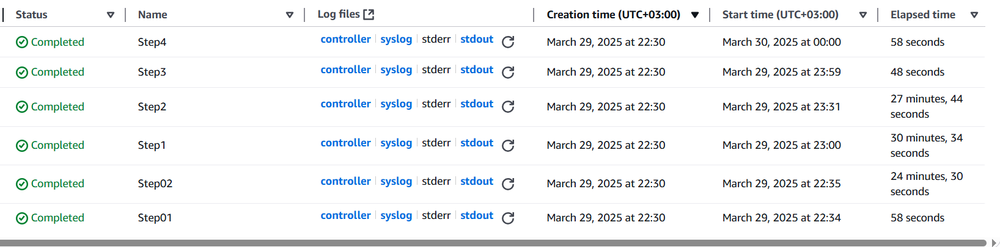 Status Name Log files Creation time (UTC+03:00) Start time (UTC+03:00) Elapsed time
Completed Step4 controller syslog stderr stdout March 29, 2025 at 22:30 March 30, 2025 at 00:00 58 seconds
Completed Step3 controller syslog stderr stdout March 29, 2025 at 22:30 March 29, 2025 at 23:59 48 seconds
Completed Step2 controller syslog stderr stdout March 29, 2025 at 22:30 March 29, 2025 at 23:31 27 minutes, 44
seconds
Completed Step1 controller syslog stderr stdout March 29, 2025 at 22:30 March 29, 2025 at 23:00 30 minutes, 34
seconds
Completed Step02 controller syslog stderr stdout March 29, 2025 at 22:30 March 29, 2025 at 22:35 24 minutes, 30
seconds
Completed Step01 controller syslog stderr stdout March 29, 2025 at 22:30 March 29, 2025 at 22:34 58 seconds